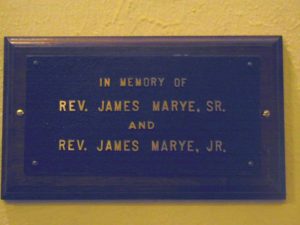 IN MEMORY OF
REV. JAMES MARYE, SR.
AND
REV. JAMES MARYE, JR.